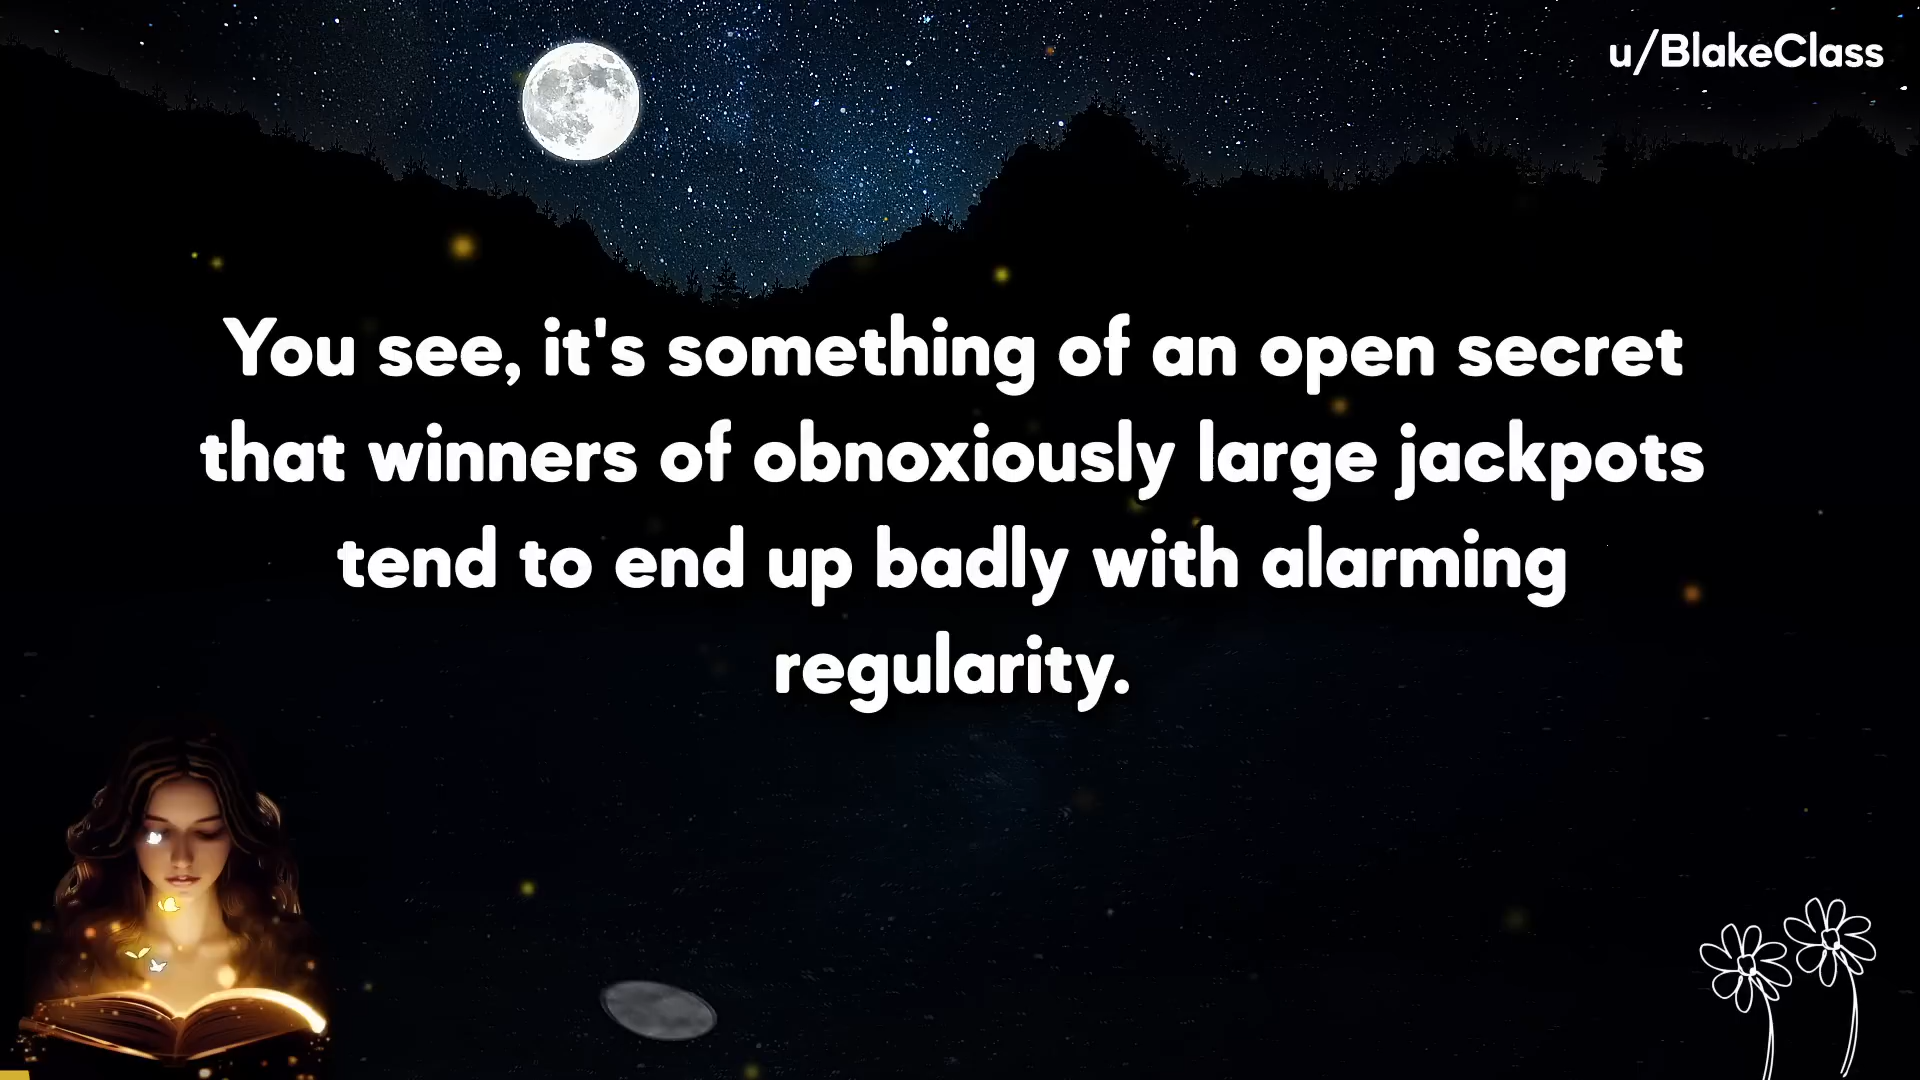 u/BlakeClass
You see, it's something of an open secret
that winners of obnoxiously large jackpots
tend to end up badly with alarming
regularity.